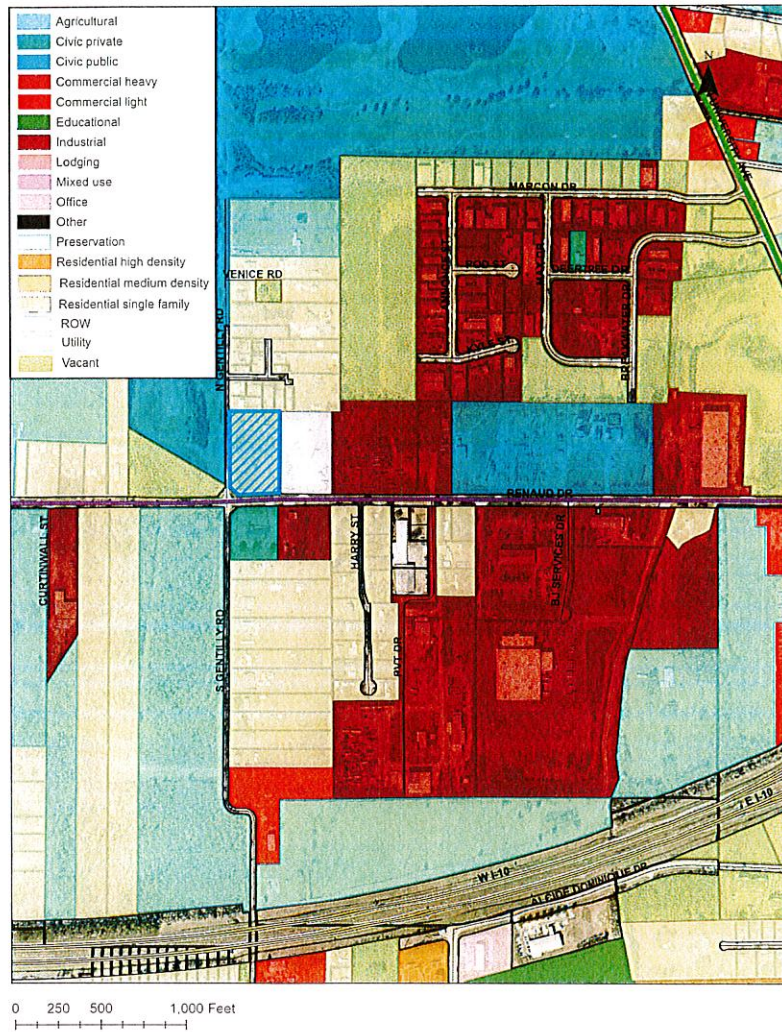 Agricultural
Civic private
Civic public
Commercial heavy
Commercial light
Educational
Industrial
Lodging
Mixed use
Office
Other
Preservation
Residential high density
Residential medium density
Residential single family
ROW
Utility
Vacant
N
MARCON DR
VENICE RD
ROD ST
N GENTILLY RD
RENAUD DR
CURTINWALL ST
HARRY ST
BJ SERVICES DR
S GENTILLY RD
PVT DR
W I-10
E I-10
ALCIDE DOMINIQUE DR
0 250 500 1,000 Feet